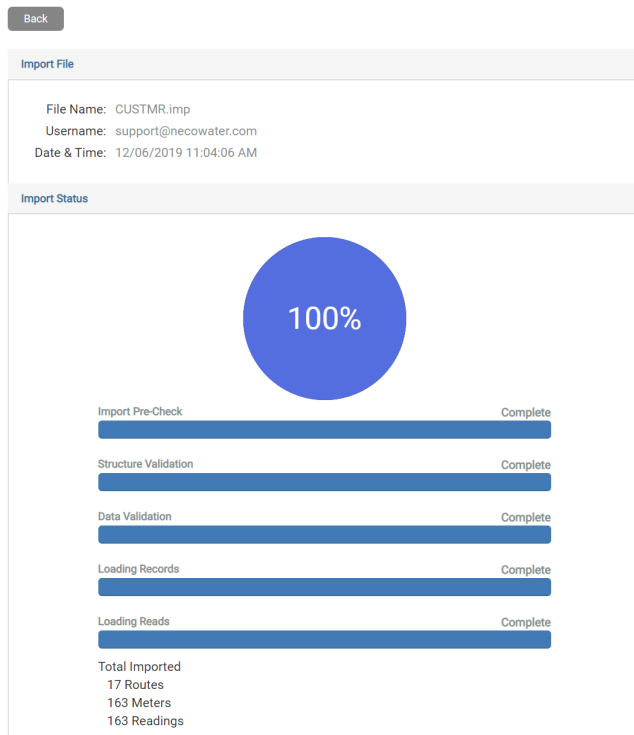 Back
Import File
File Name: CUSTMR.imp
Username: support@necowater.com
Date & Time: 12/06/2019 11:04:06 AM
Import Status
100%
Import Pre-Check Complete
Structure Validation Complete
Data Validation Complete
Loading Records Complete
Loading Reads Complete
Total Imported
17 Routes
163 Meters
163 Readings